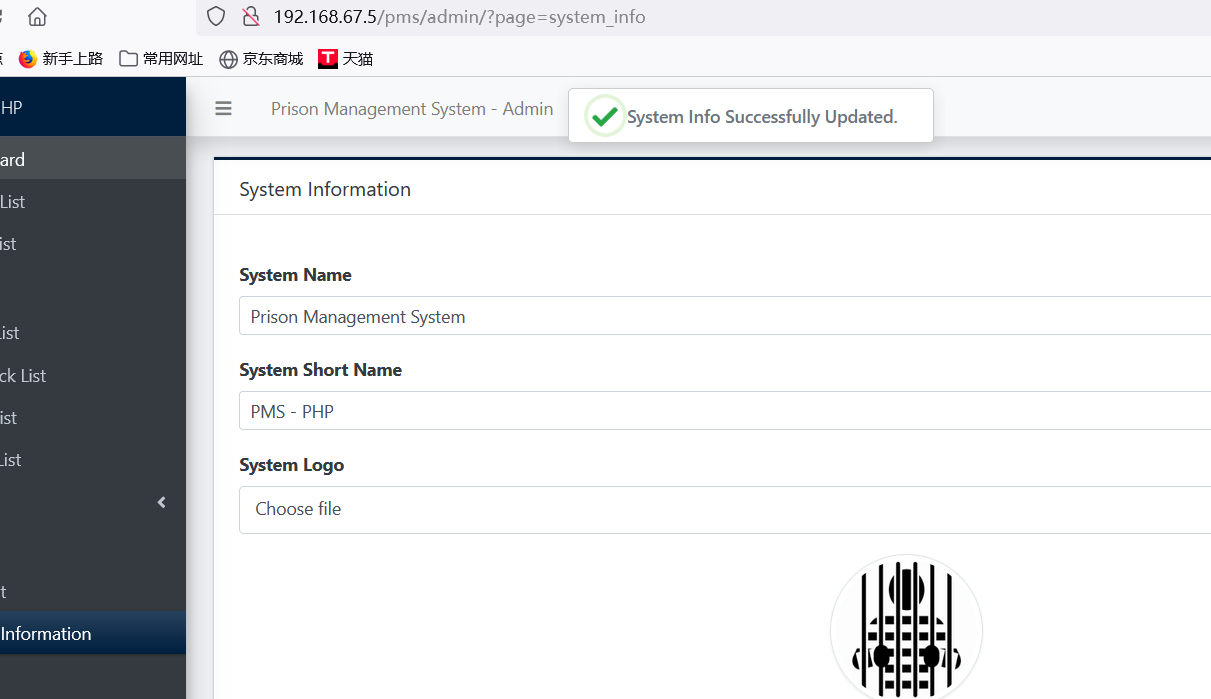 192.168.67.5/pms/admin/?page=system_info
新手上路 常用网址 京东商城 天猫
HP
Prison Management System - Admin
System Info Successfully Updated.
ard
List
ist
List
ck List
ist
List
t
Information
System Information
System Name
Prison Management System
System Short Name
PMS - PHP
System Logo
Choose file